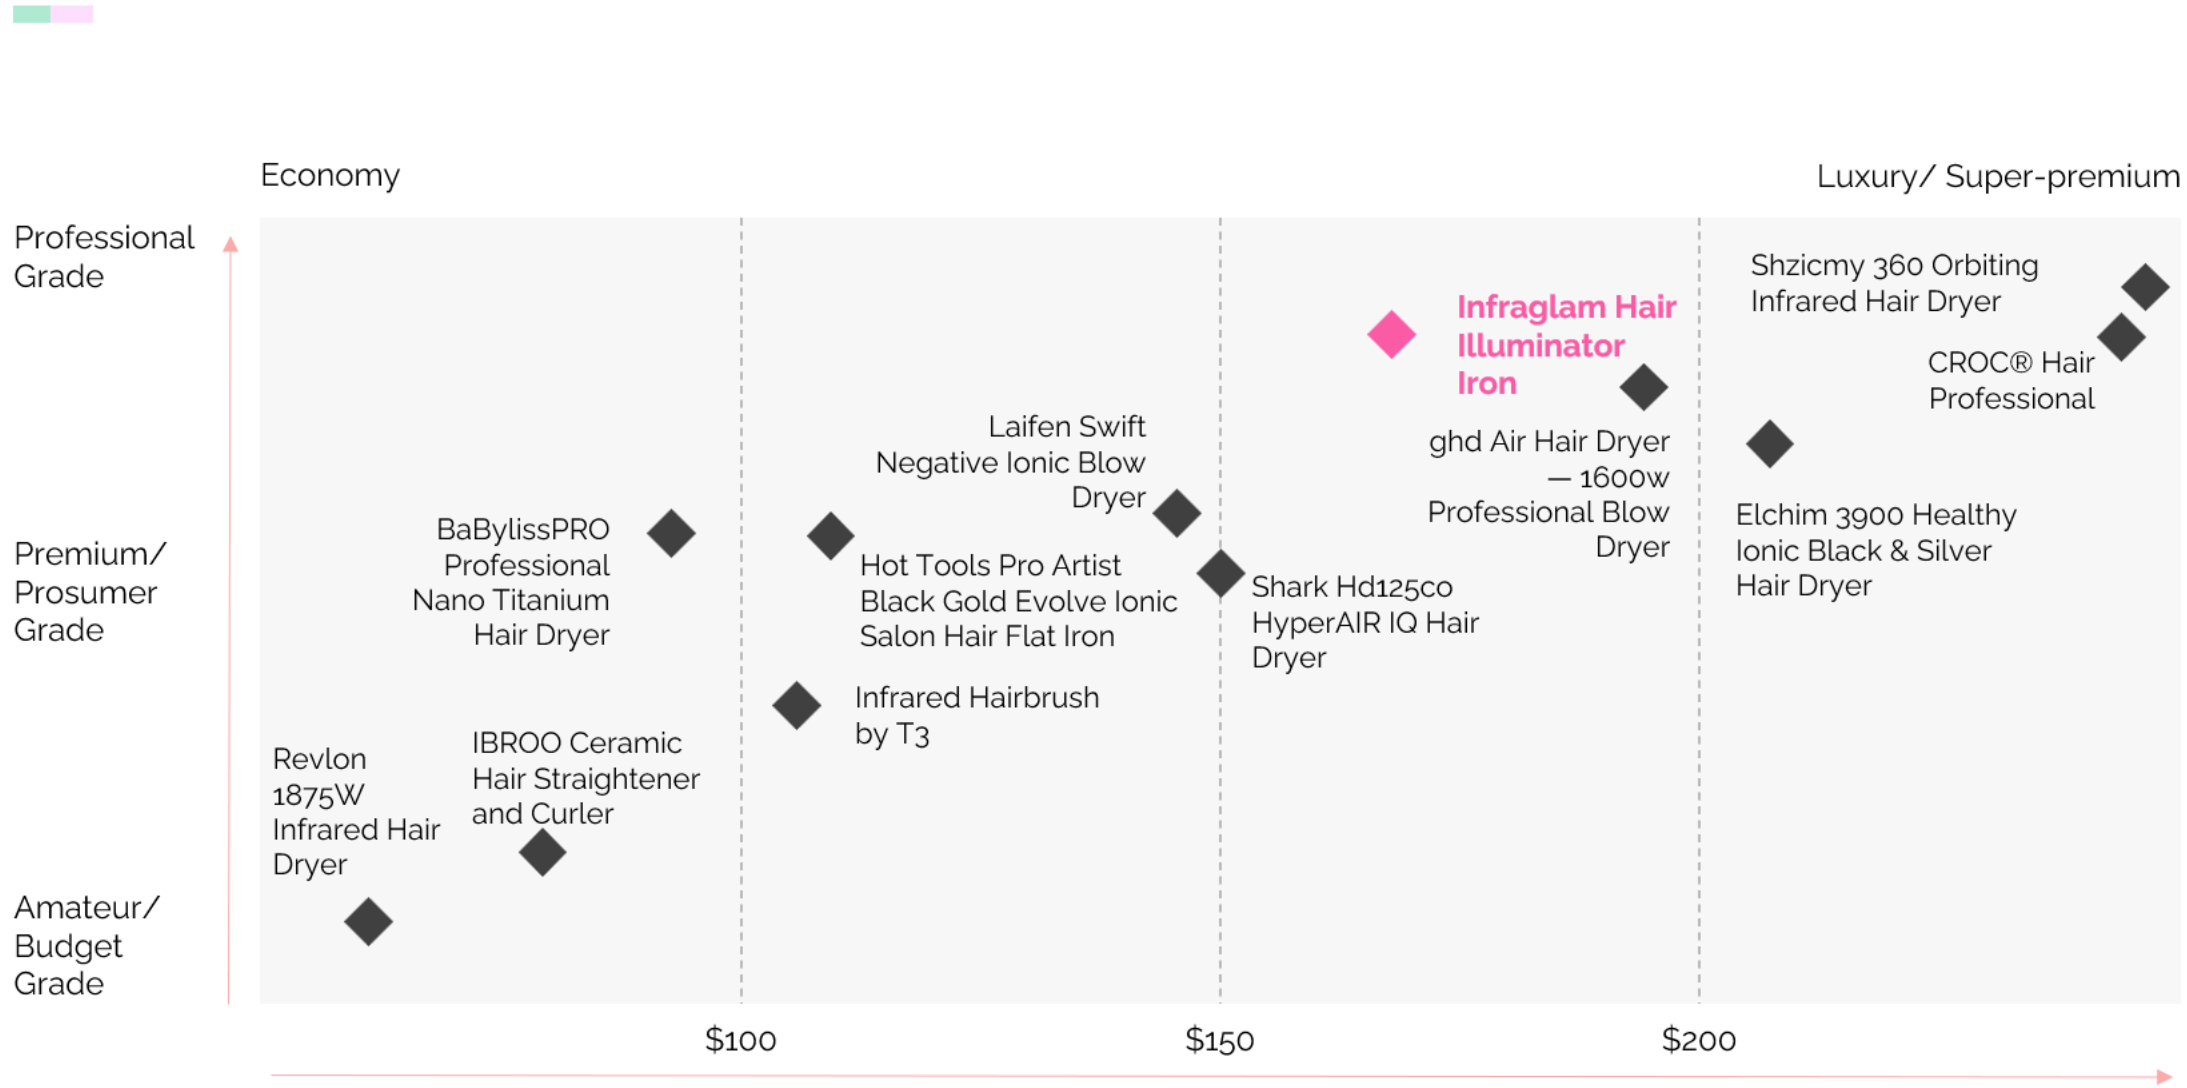 Economy
Luxury/ Super-premium
Professional
Grade
Premium/
Prosumer
Grade
Amateur/
Budget
Grade
Shzicmy 360 Orbiting
Infrared Hair Dryer
Infraglam Hair
Illuminator
Iron
CROC® Hair
Professional
Laifen Swift
Negative Ionic Blow
Dryer
ghd Air Hair Dryer
— 1600w
Professional Blow
Dryer
Elchim 3900 Healthy
Ionic Black & Silver
Hair Dryer
BaBylissPRO
Professional
Nano Titanium
Hair Dryer
Hot Tools Pro Artist
Black Gold Evolve Ionic
Salon Hair Flat Iron
Shark Hd125co
HyperAIR IQ Hair
Dryer
Infrared Hairbrush
by T3
IBROO Ceramic
Hair Straightener
and Curler
Revlon
1875W
Infrared Hair
Dryer
$100
$150
$200